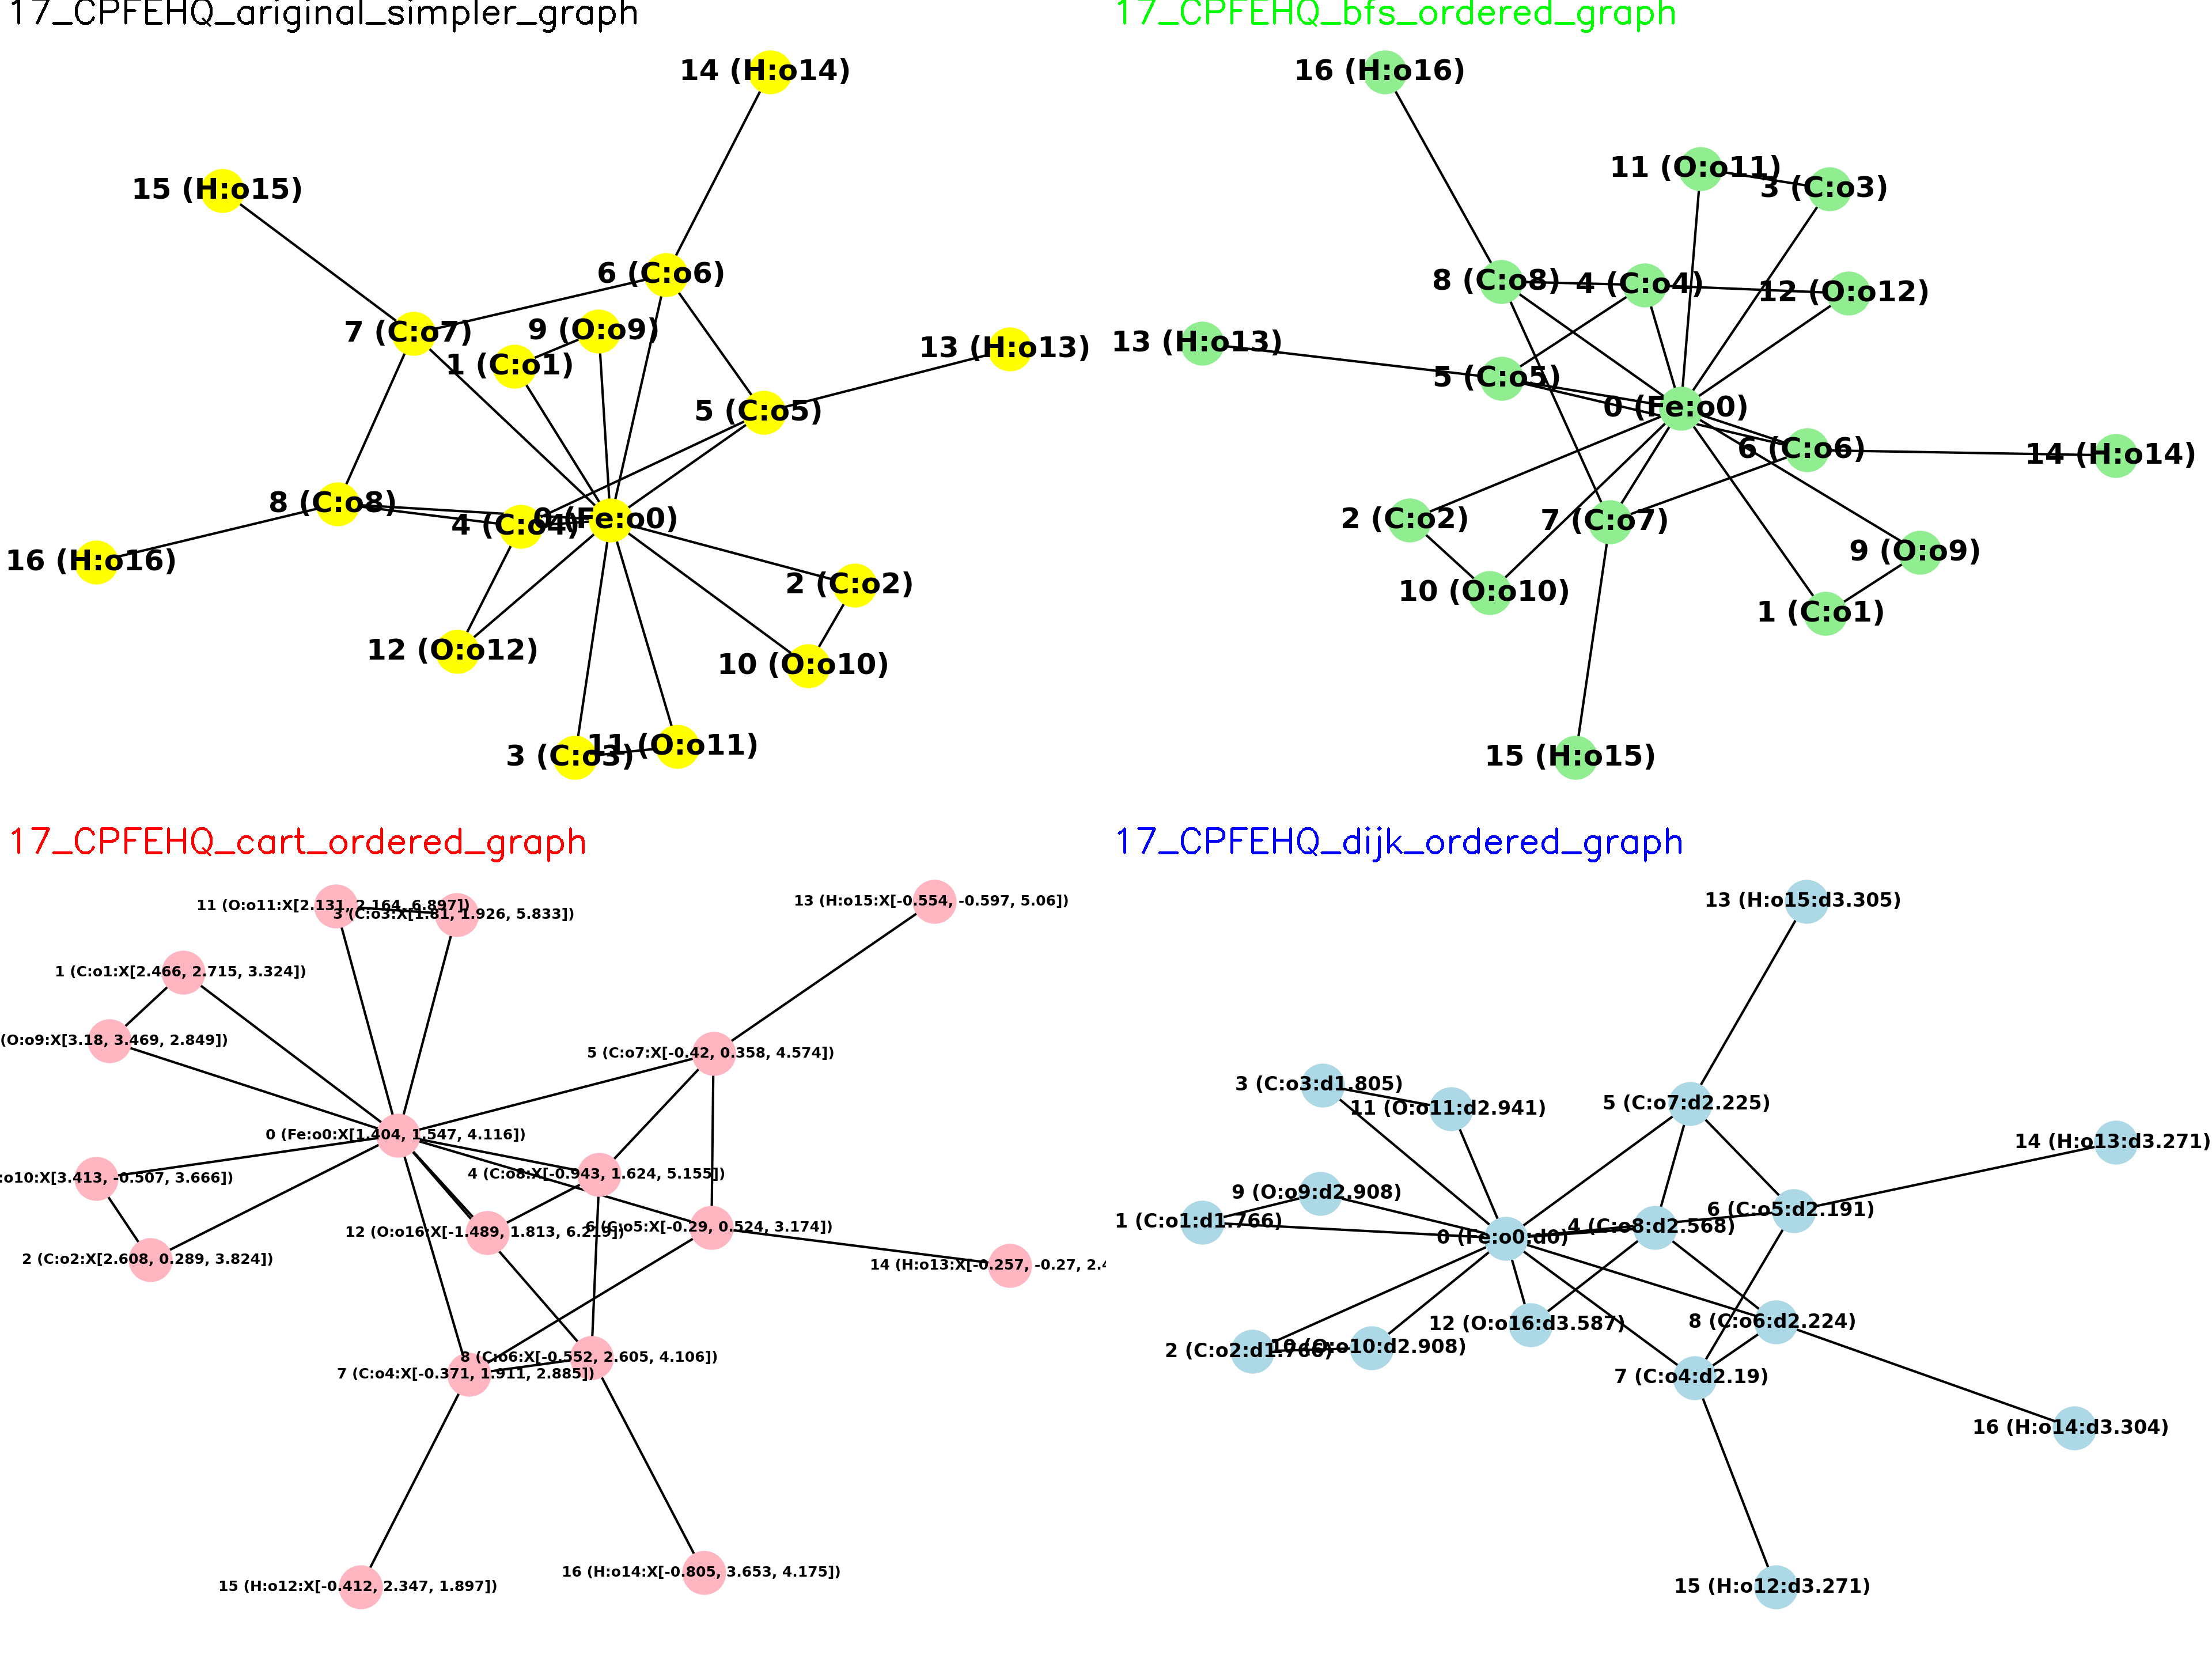 17_CPFEHQ_ariginal_simpler_graph
14 (H:o14)
15 (H:o15)
6 (C:o6)
7 (C:o7)
9 (O:o9)
1 (C:o1)
13 (H:o13)
5 (C:o5)
8 (C:o8)
4 (C:o4)
0 (Fe:o0)
16 (H:o16)
2 (C:o2)
12 (O:o12)
10 (O:o10)
3 (C:o3)
11 (O:o11)
17_CPFEHQ_bfs_ordered_graph
16 (H:o16)
11 (O:o11)
3 (C:o3)
8 (C:o8)
4 (C:o4)
12 (O:o12)
13 (H:o13)
5 (C:o5)
0 (Fe:o0)
6 (C:o6)
14 (H:o14)
2 (C:o2)
7 (C:o7)
9 (O:o9)
10 (O:o10)
1 (C:o1)
15 (H:o15)
17_CPFEHQ_cart_ordered_graph
11 (O:o11:X[2.131, 2.164, 6.897])
3 (C:o3:X[1.81, 1.926, 5.833])
13 (H:o15:X[-0.554, -0.597, 5.06])
1 (C:o1:X[2.466, 2.715, 3.324])
(O:o9:X[3.18, 3.469, 2.849])
5 (C:o7:X[-0.42, 0.358, 4.574])
0 (Fe:o0:X[1.404, 1.547, 4.116])
:o10:X[3.413, -0.507, 3.666])
4 (C:o8:X[-0.943, 1.624, 5.155])
12 (O:o16:X[-1.489, 1.813, 6.219])
6 (C:o5:X[-0.29, 0.524, 3.174])
2 (C:o2:X[2.608, 0.289, 3.824])
14 (H:o13:X[-0.257, -0.27, 2.4
8 (C:o6:X[-0.552, 2.605, 4.106])
7 (C:o4:X[-0.371, 1.911, 2.885])
16 (H:o14:X[-0.805, 3.653, 4.175])
15 (H:o12:X[-0.412, 2.347, 1.897])
17_CPFEHQ_dijk_ordered_graph
13 (H:o15:d3.305)
3 (C:o3:d1.805)
11 (O:o11:d2.941)
5 (C:o7:d2.225)
14 (H:o13:d3.271)
9 (O:o9:d2.908)
1 (C:o1:d1.766)
6 (C:o5:d2.191)
4 (C:o8:d2.568)
0 (Fe:o0:d0)
12 (O:o16:d3.587)
8 (C:o6:d2.224)
2 (C:o2:d1.766)
10 (O:o10:d2.908)
7 (C:o4:d2.19)
16 (H:o14:d3.304)
15 (H:o12:d3.271)